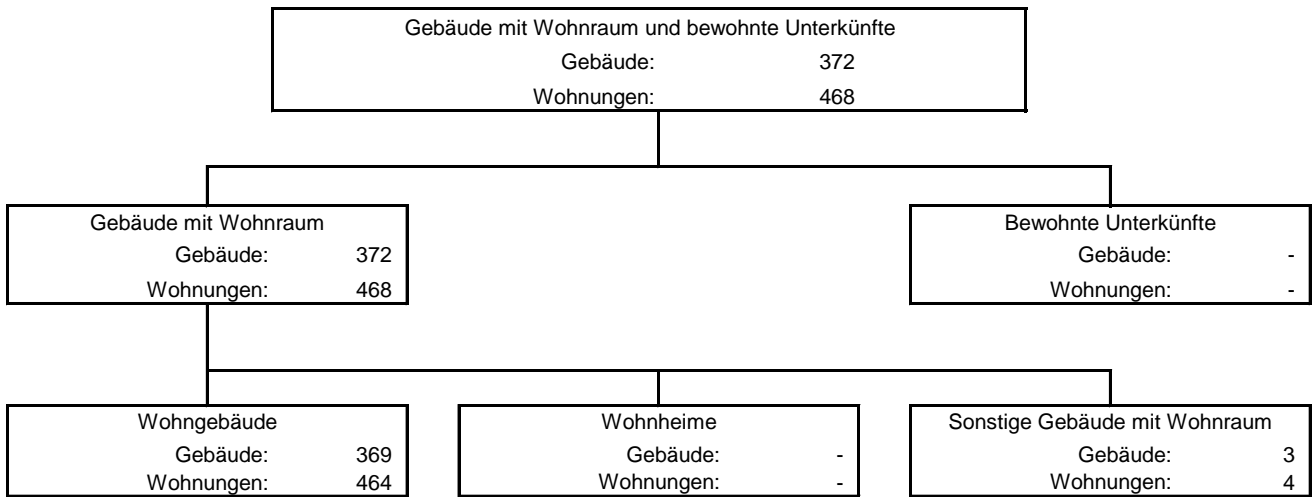 Gebäude mit Wohnraum und bewohnte Unterkünfte
Gebäude: 372
Wohnungen: 468
Gebäude mit Wohnraum
Gebäude: 372
Wohnungen: 468
Bewohnte Unterkünfte
Gebäude: -
Wohnungen: -
Wohngebäude
Gebäude: 369
Wohnungen: 464
Wohnheime
Gebäude: -
Wohnungen: -
Sonstige Gebäude mit Wohnraum
Gebäude: 3
Wohnungen: 4